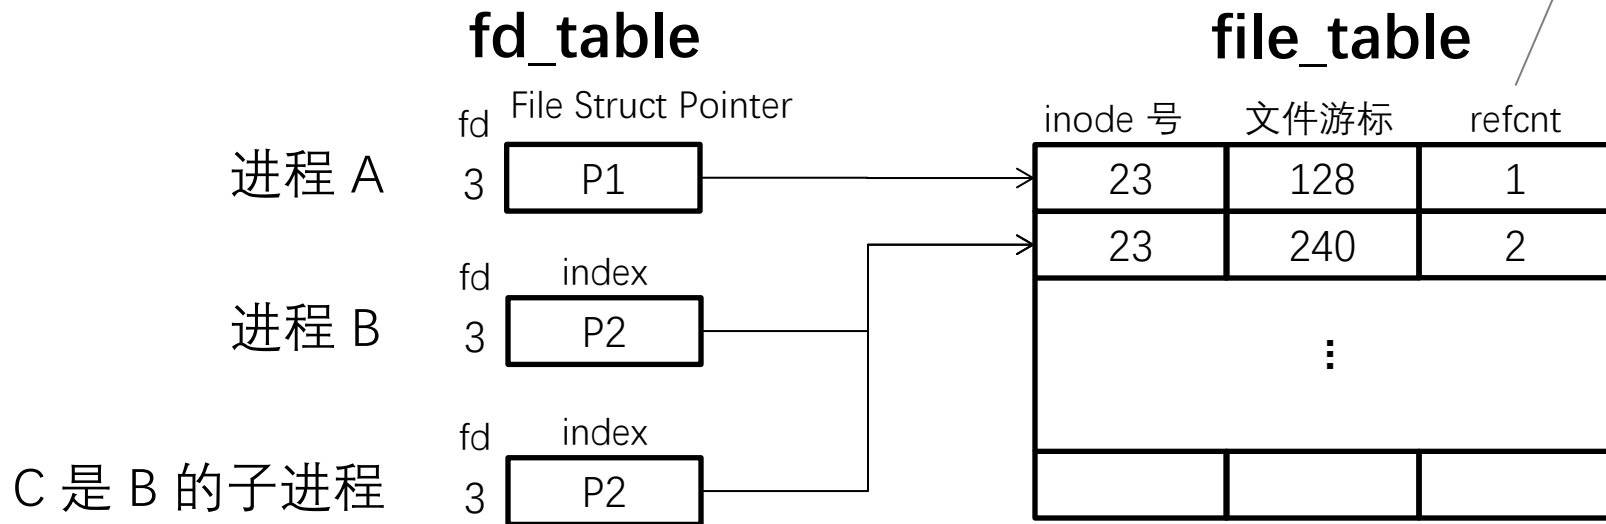 fd_table
file_table
fd File Struct Pointer
inode 号 文件游标 refcnt
进程 A 3 P1
23 128 1
23 240 2
fd index
进程 B 3 P2
⋮
fd index
C 是 B 的子进程 3 P2